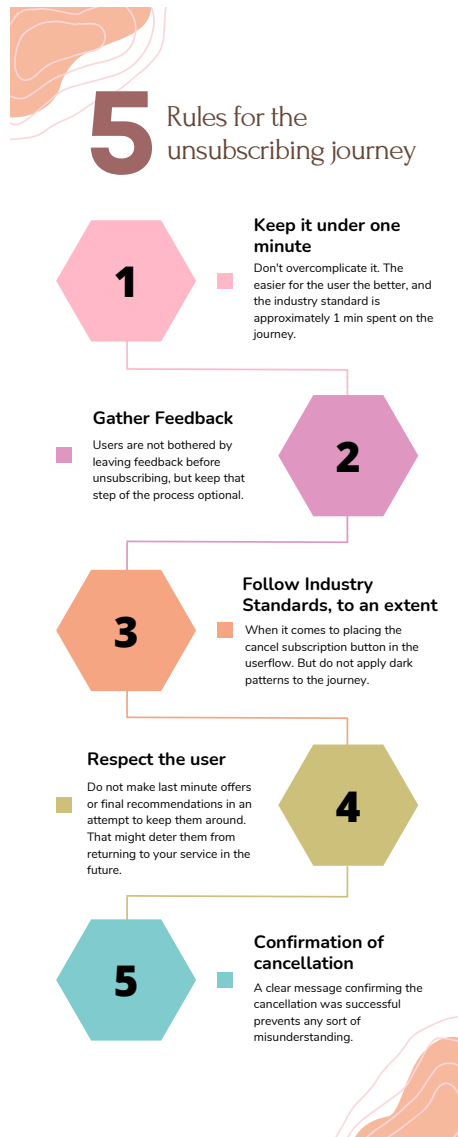 5 Rules for the
unsubscribing journey
1
Keep it under one
minute
Don't overcomplicate it. The
easier for the user the better, and
the industry standard is
approximately 1 min spent on the
journey.
Gather Feedback
Users are not bothered by
leaving feedback before
unsubscribing, but keep that
step of the process optional.
2
3
Follow Industry
Standards, to an extent
When it comes to placing the
cancel subscription button in the
userflow. But do not apply dark
patterns to the journey.
Respect the user
Do not make last minute offers
or final recommendations in an
attempt to keep them around.
That might deter them from
returning to your service in the
future.
4
5
Confirmation of
cancellation
A clear message confirming the
cancellation was successful
prevents any sort of
misunderstanding.